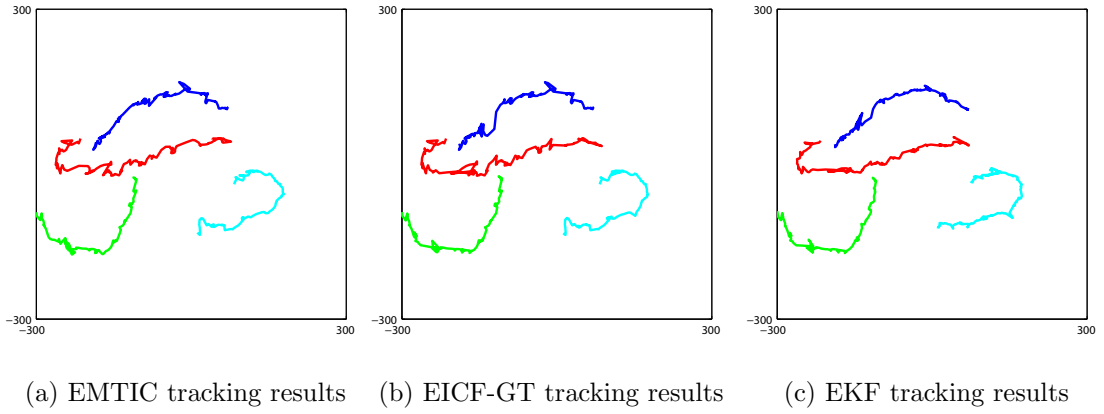 300 300 300
−300 −300 −300
−300 300 −300 300 −300 300
(a) EMTIC tracking results (b) EICF-GT tracking results (c) EKF tracking results